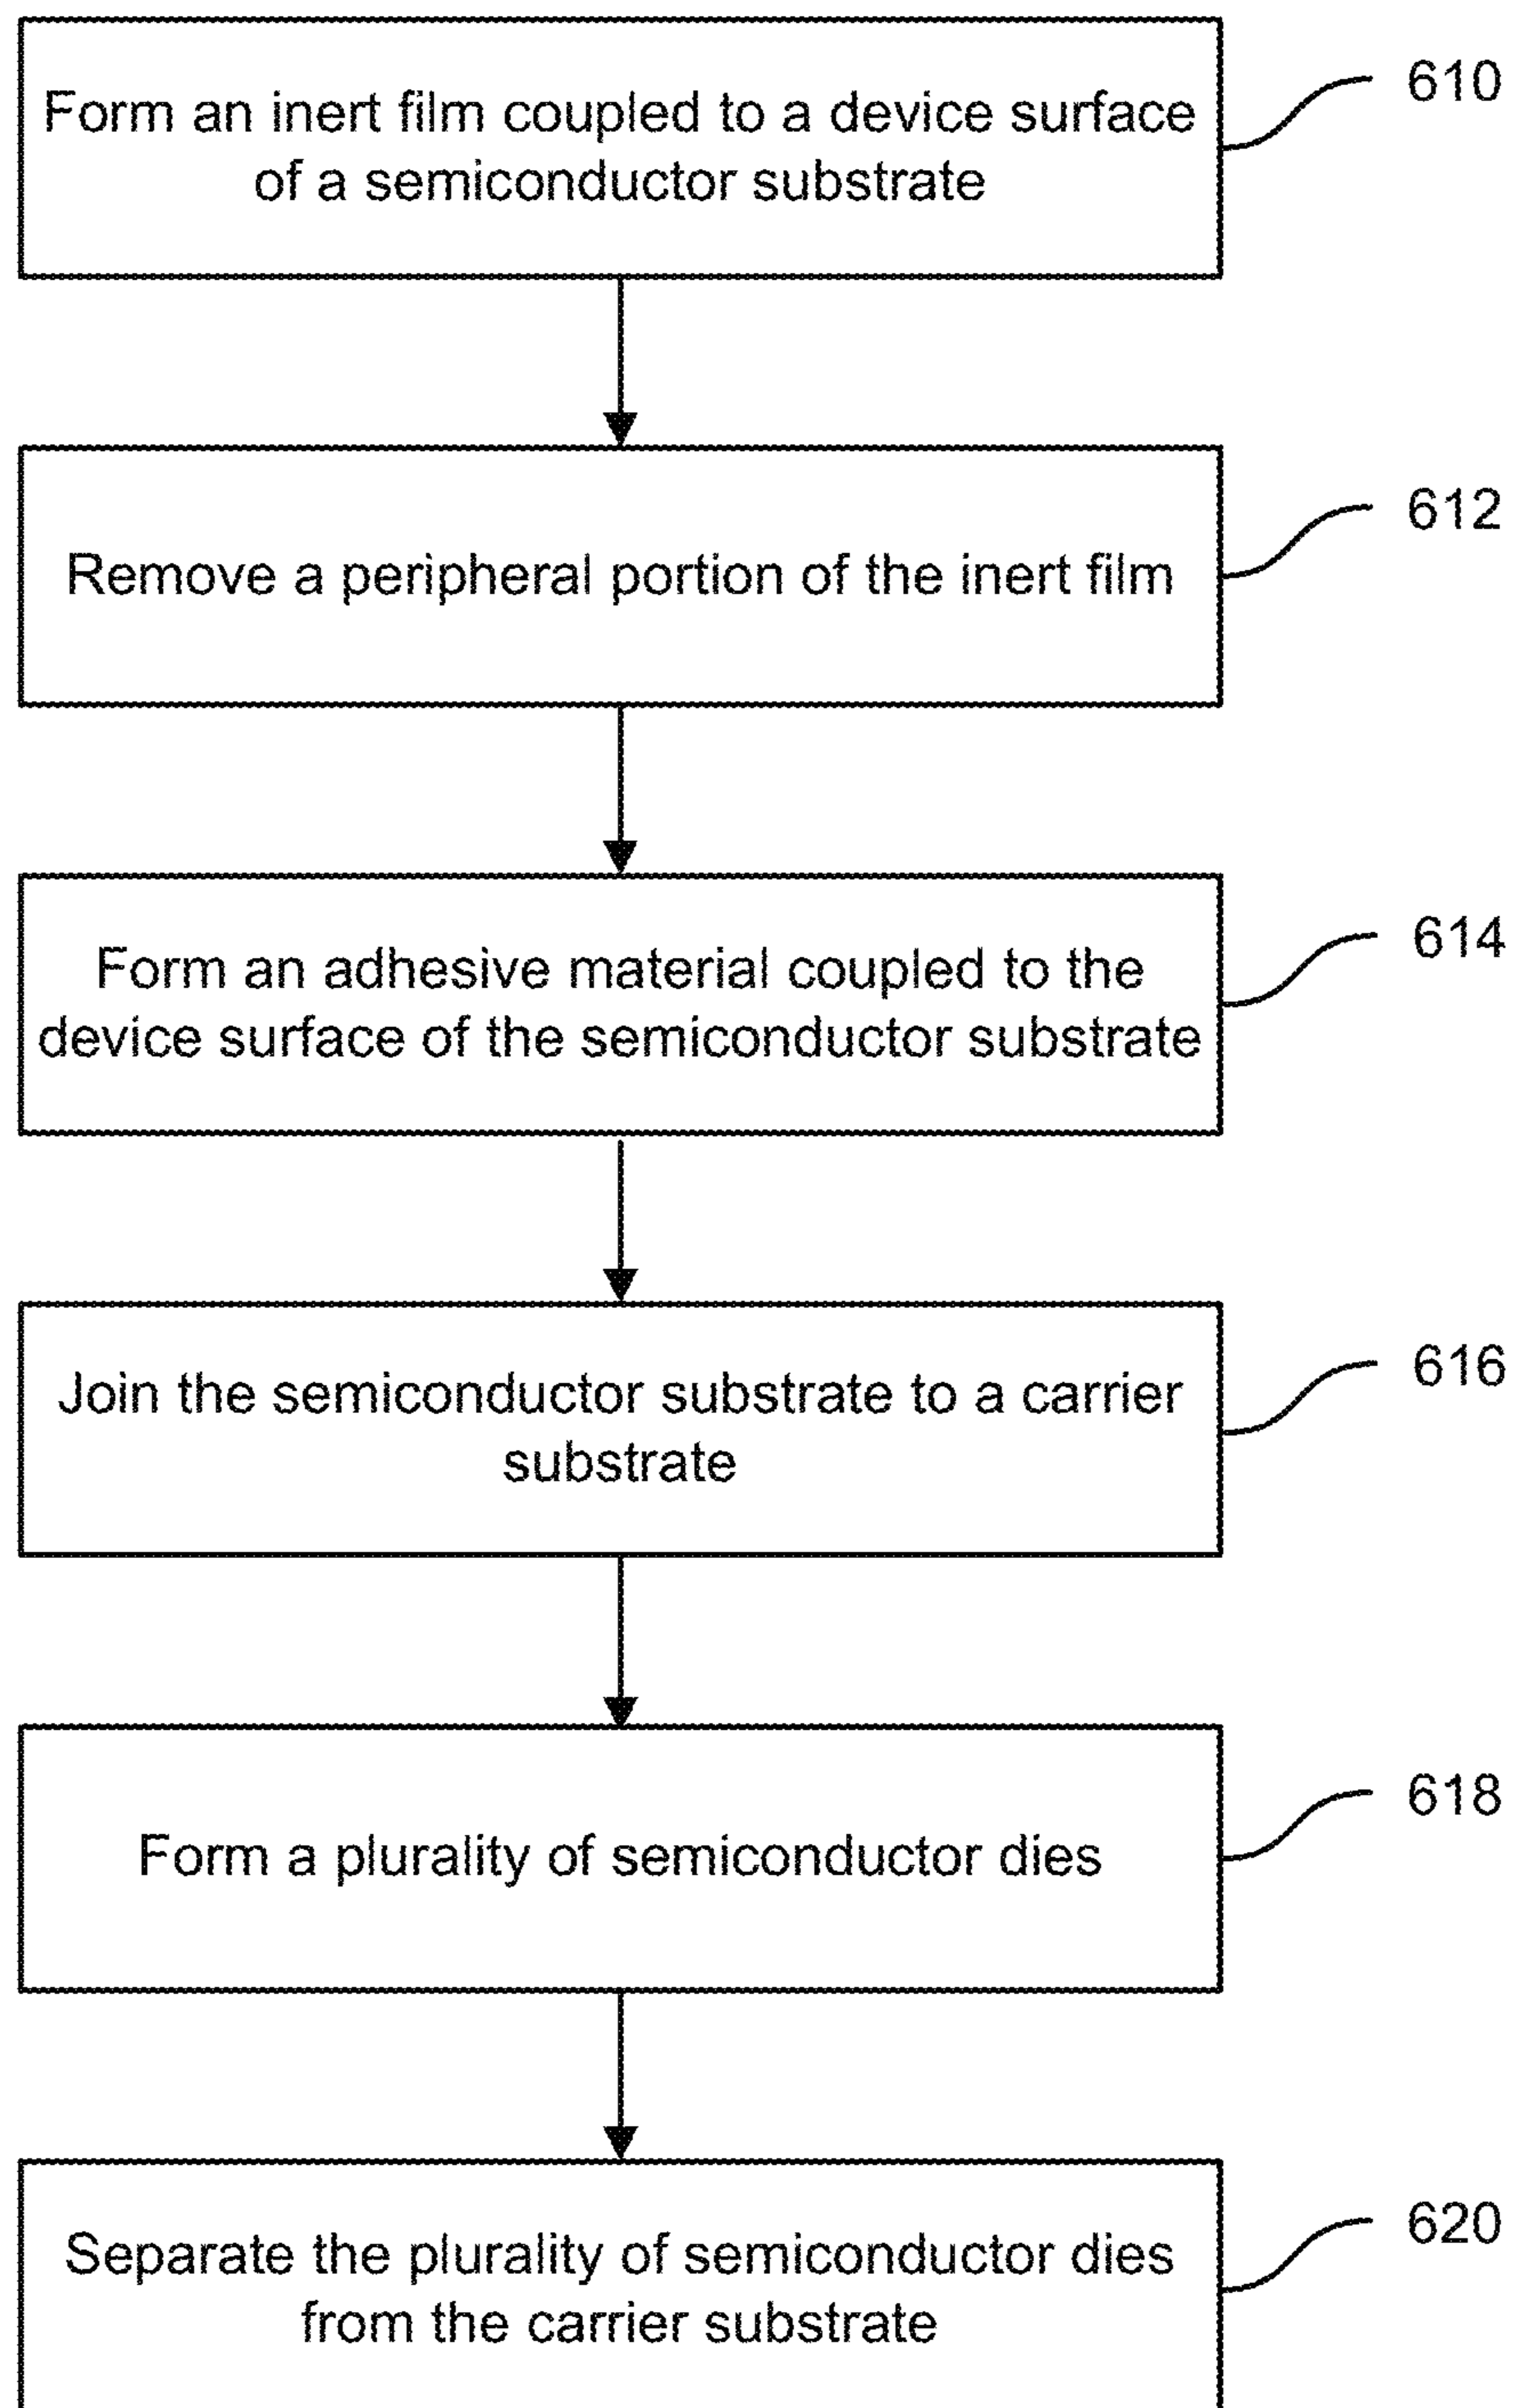 Form an inert film coupled to a device surface
of a semiconductor substrate
610
Remove a peripheral portion of the inert film
612
Form an adhesive material coupled to the
device surface of the semiconductor substrate
614
Join the semiconductor substrate to a carrier
substrate
616
Form a plurality of semiconductor dies
618
Separate the plurality of semiconductor dies
from the carrier substrate
620